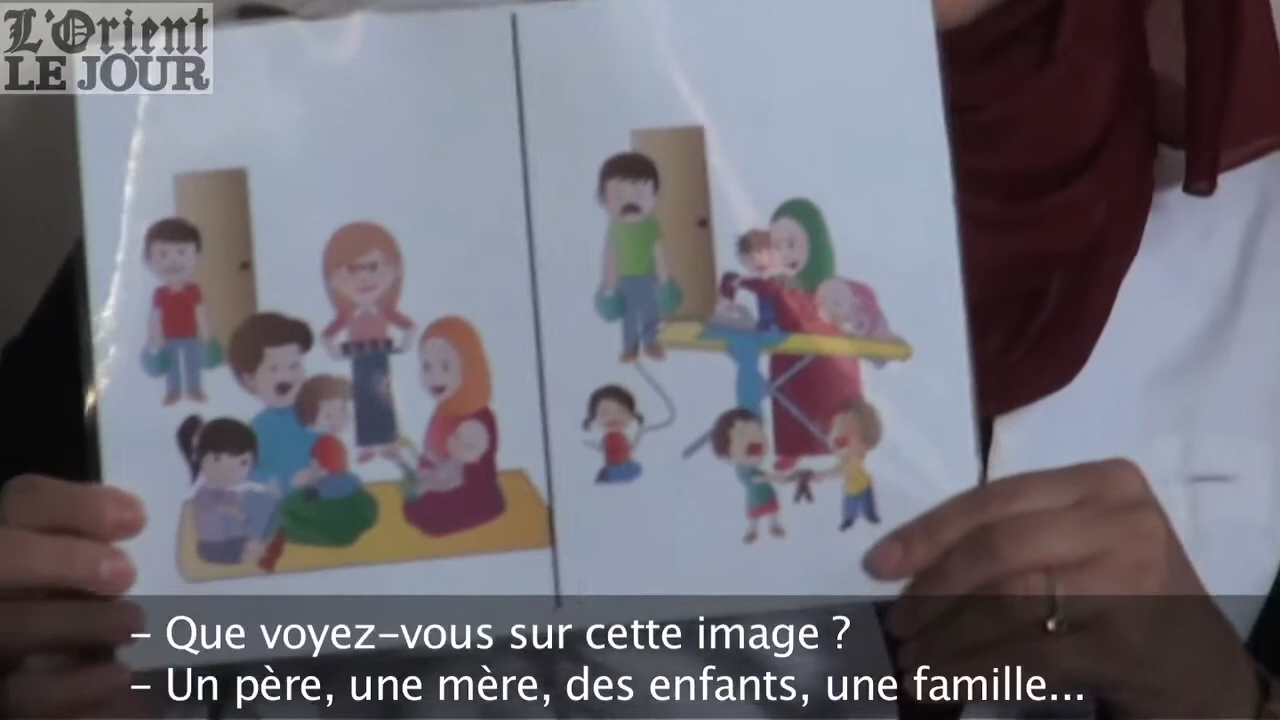 L'Orient
LE JOUR
– Que voyez-vous sur cette image ?
– Un père, une mère, des enfants, une famille...